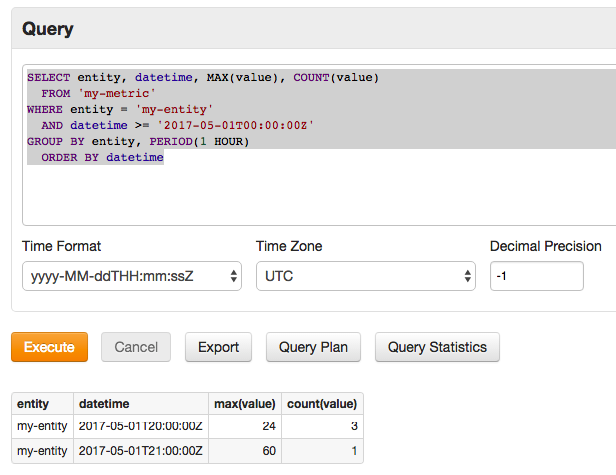 Query
SELECT entity, datetime, MAX(value), COUNT(value)
FROM 'my-metric'
WHERE entity = 'my-entity'
AND datetime >= '2017-05-01T00:00:00Z'
GROUP BY entity, PERIOD(1 HOUR)
ORDER BY datetime
Time Format Time Zone Decimal Precision
yyyy-MM-ddTHH:mm:ssZ UTC -1
Execute Cancel Export Query Plan Query Statistics
entity datetime max(value) count(value)
my-entity 2017-05-01T20:00:00Z 24 3
my-entity 2017-05-01T21:00:00Z 60 1